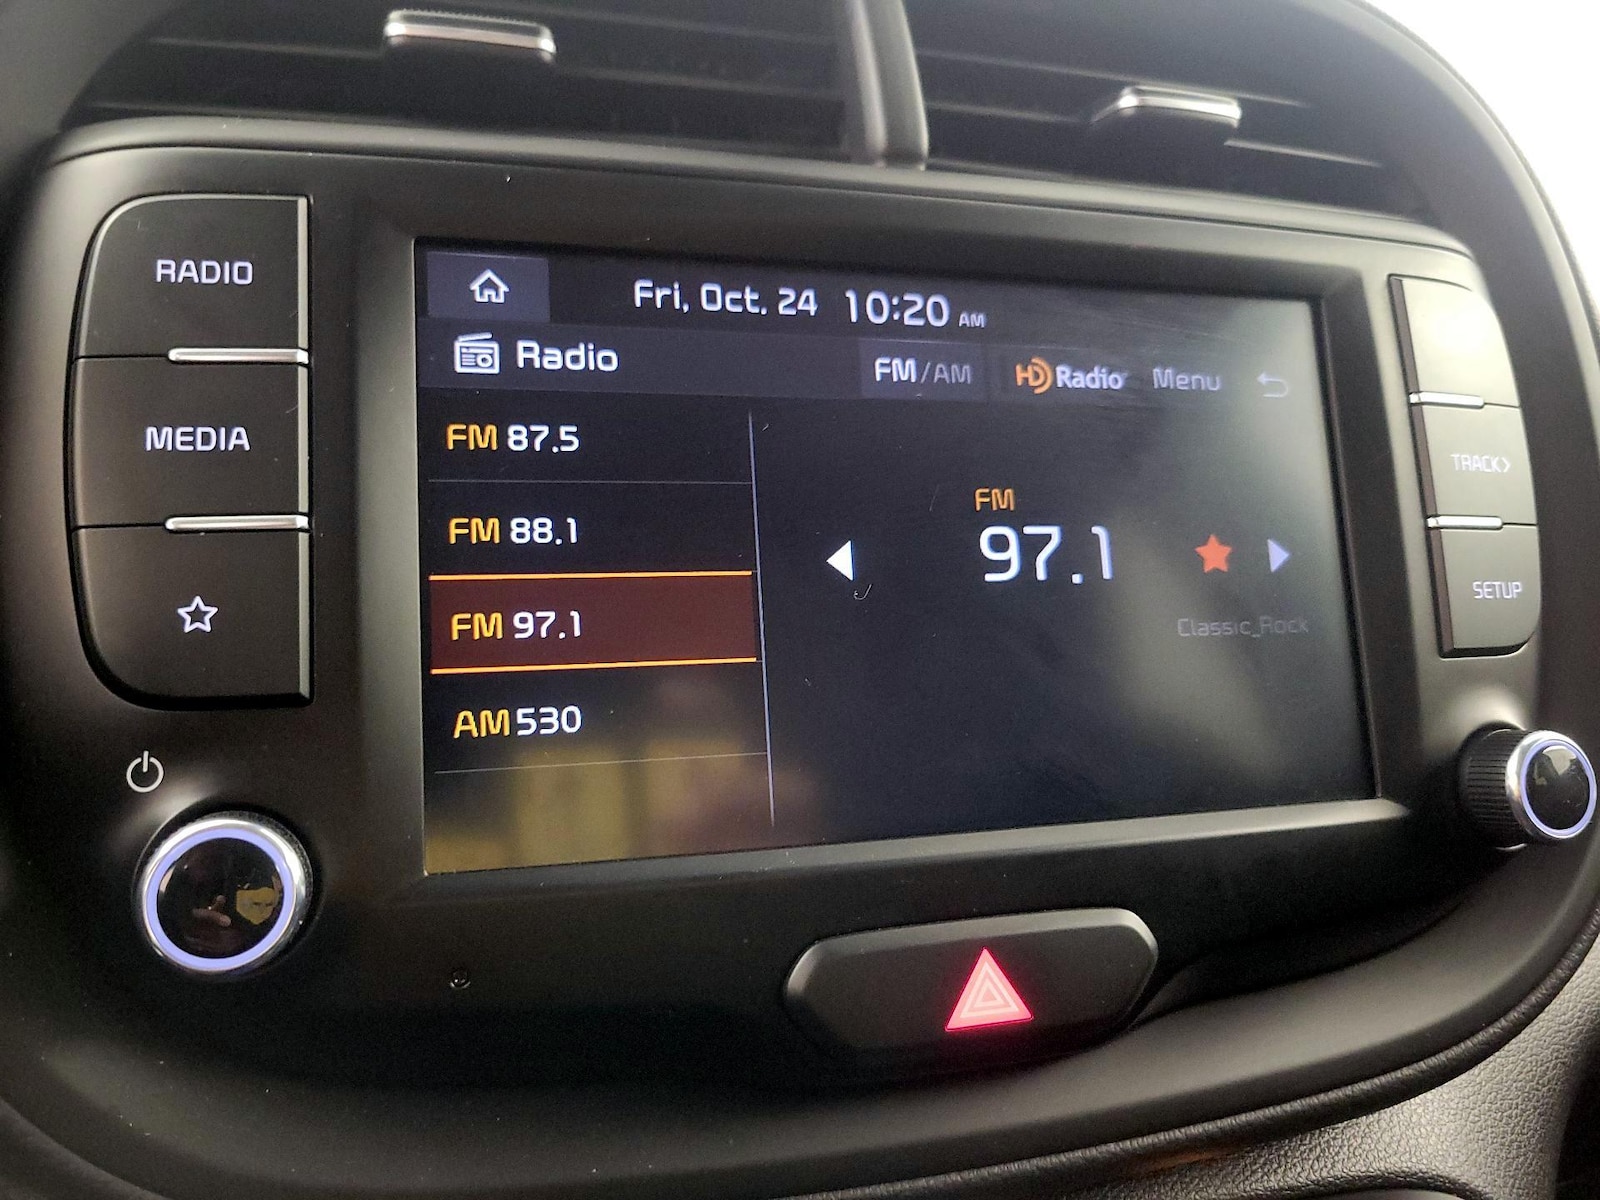 RADIO
MEDIA
Fri, Oct. 24 10:20 AM
Radio
FM/AM
HD Radio
Menu
FM 87.5
FM 88.1
FM 97.1
AM 530
FM
97.1
Classic_Rock
TRACK>
SETUP